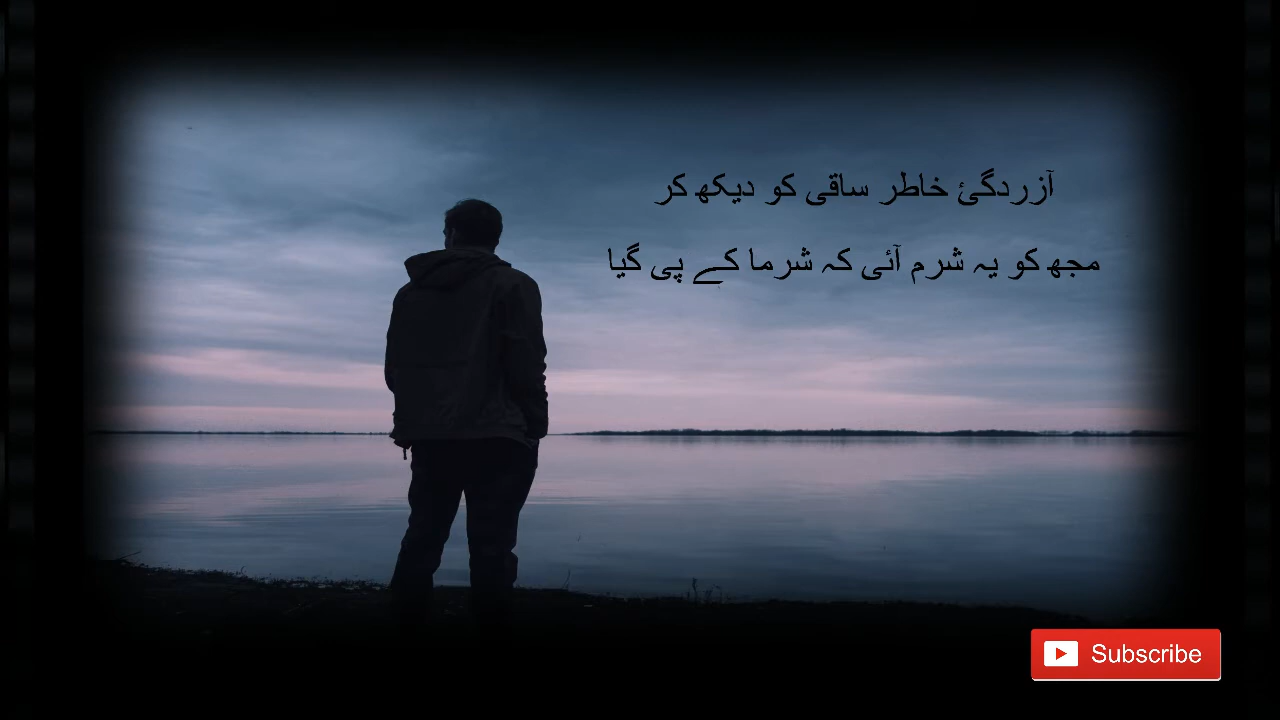 آزردگئ خاطر ساقی کو دیکھ کر
مجھ کو یہ شرم آئی کہ شرما کے پی گیا
Subscribe